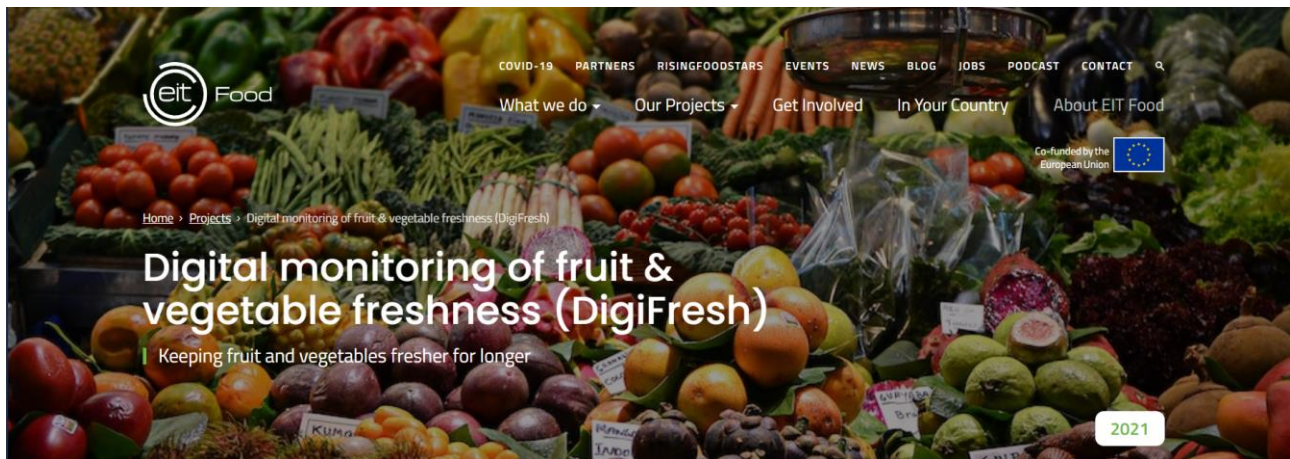 COVID-19 PARTNERS RISINGFOODSTARS EVENTS NEWS BLOG JOBS PODCAST CONTACT
eit Food
What we do Our Projects Get Involved In Your Country About EIT Food
Co-funded by the
European Union
Home › Projects › Digital monitoring of fruit & vegetable freshness (DigiFresh)
Digital monitoring of fruit &
vegetable freshness (DigiFresh)
Keeping fruit and vegetables fresher for longer
2021